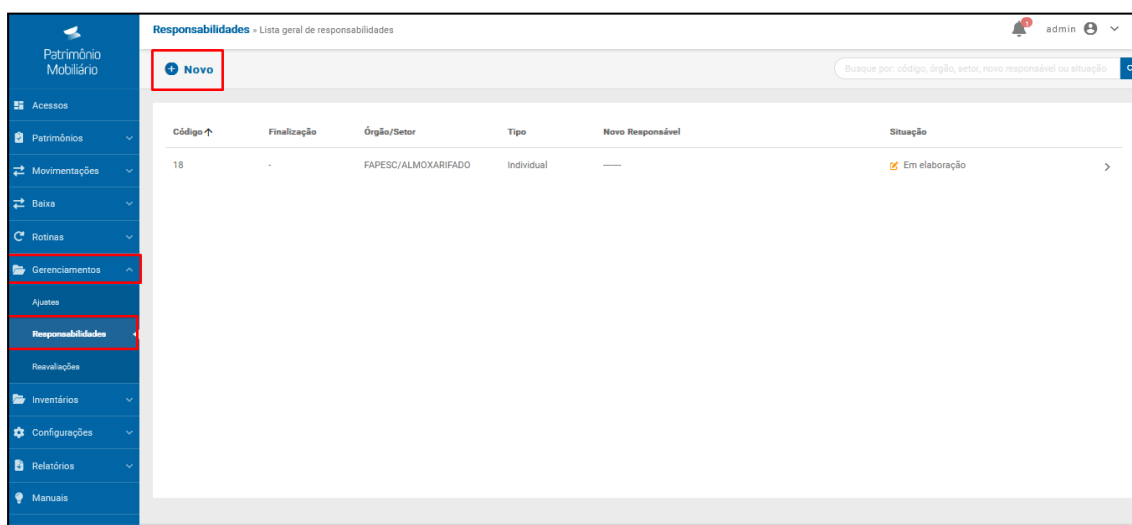 Patrimônio
Mobiliário
Acessos
Patrimônios
Movimentações
Baixa
Rotinas
Gerenciamentos
Ajustes
Responsabilidades
Reavaliações
Inventários
Configurações
Relatórios
Manuais
Responsabilidades » Lista geral de responsabilidades
1
admin
Novo
Busque por: código, órgão, setor, novo responsável ou situação
Código Finalização Órgão/Setor Tipo Novo Responsável Situação
18 - FAPESC/ALMOXARIFADO Individual ------ Em elaboração